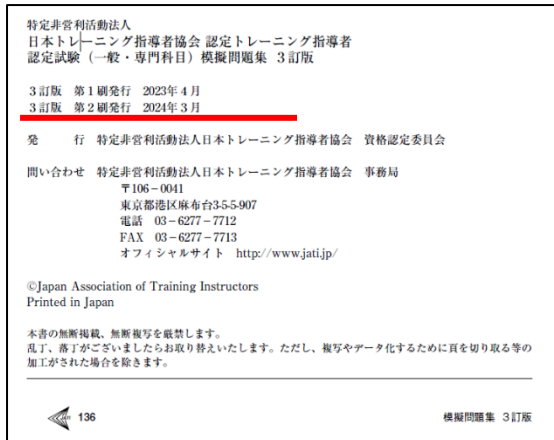 特定非営利活動法人
日本トレーニング指導者協会 認定トレーニング指導者
認定試験（一般・専門科目）模擬問題集 3訂版
3訂版 第1刷発行 2023年4月
3訂版 第2刷発行 2024年3月
発 行 特定非営利活動法人日本トレーニング指導者協会 資格認定委員会
問い合わせ 特定非営利活動法人日本トレーニング指導者協会 事務局
〒106－0041
東京都港区麻布台3-5-5-907
電話 03－6277－7712
FAX 03－6277－7713
オフィシャルサイト http://www.jati.jp/
©Japan Association of Training Instructors
Printed in Japan
本書の無断掲載、無断複写を厳禁します。
乱丁、落丁がございましたらお取り替えいたします。ただし、複写やデータ化するために頁を切り取る等の
加工がされた場合を除きます。
136 模擬問題集 3訂版